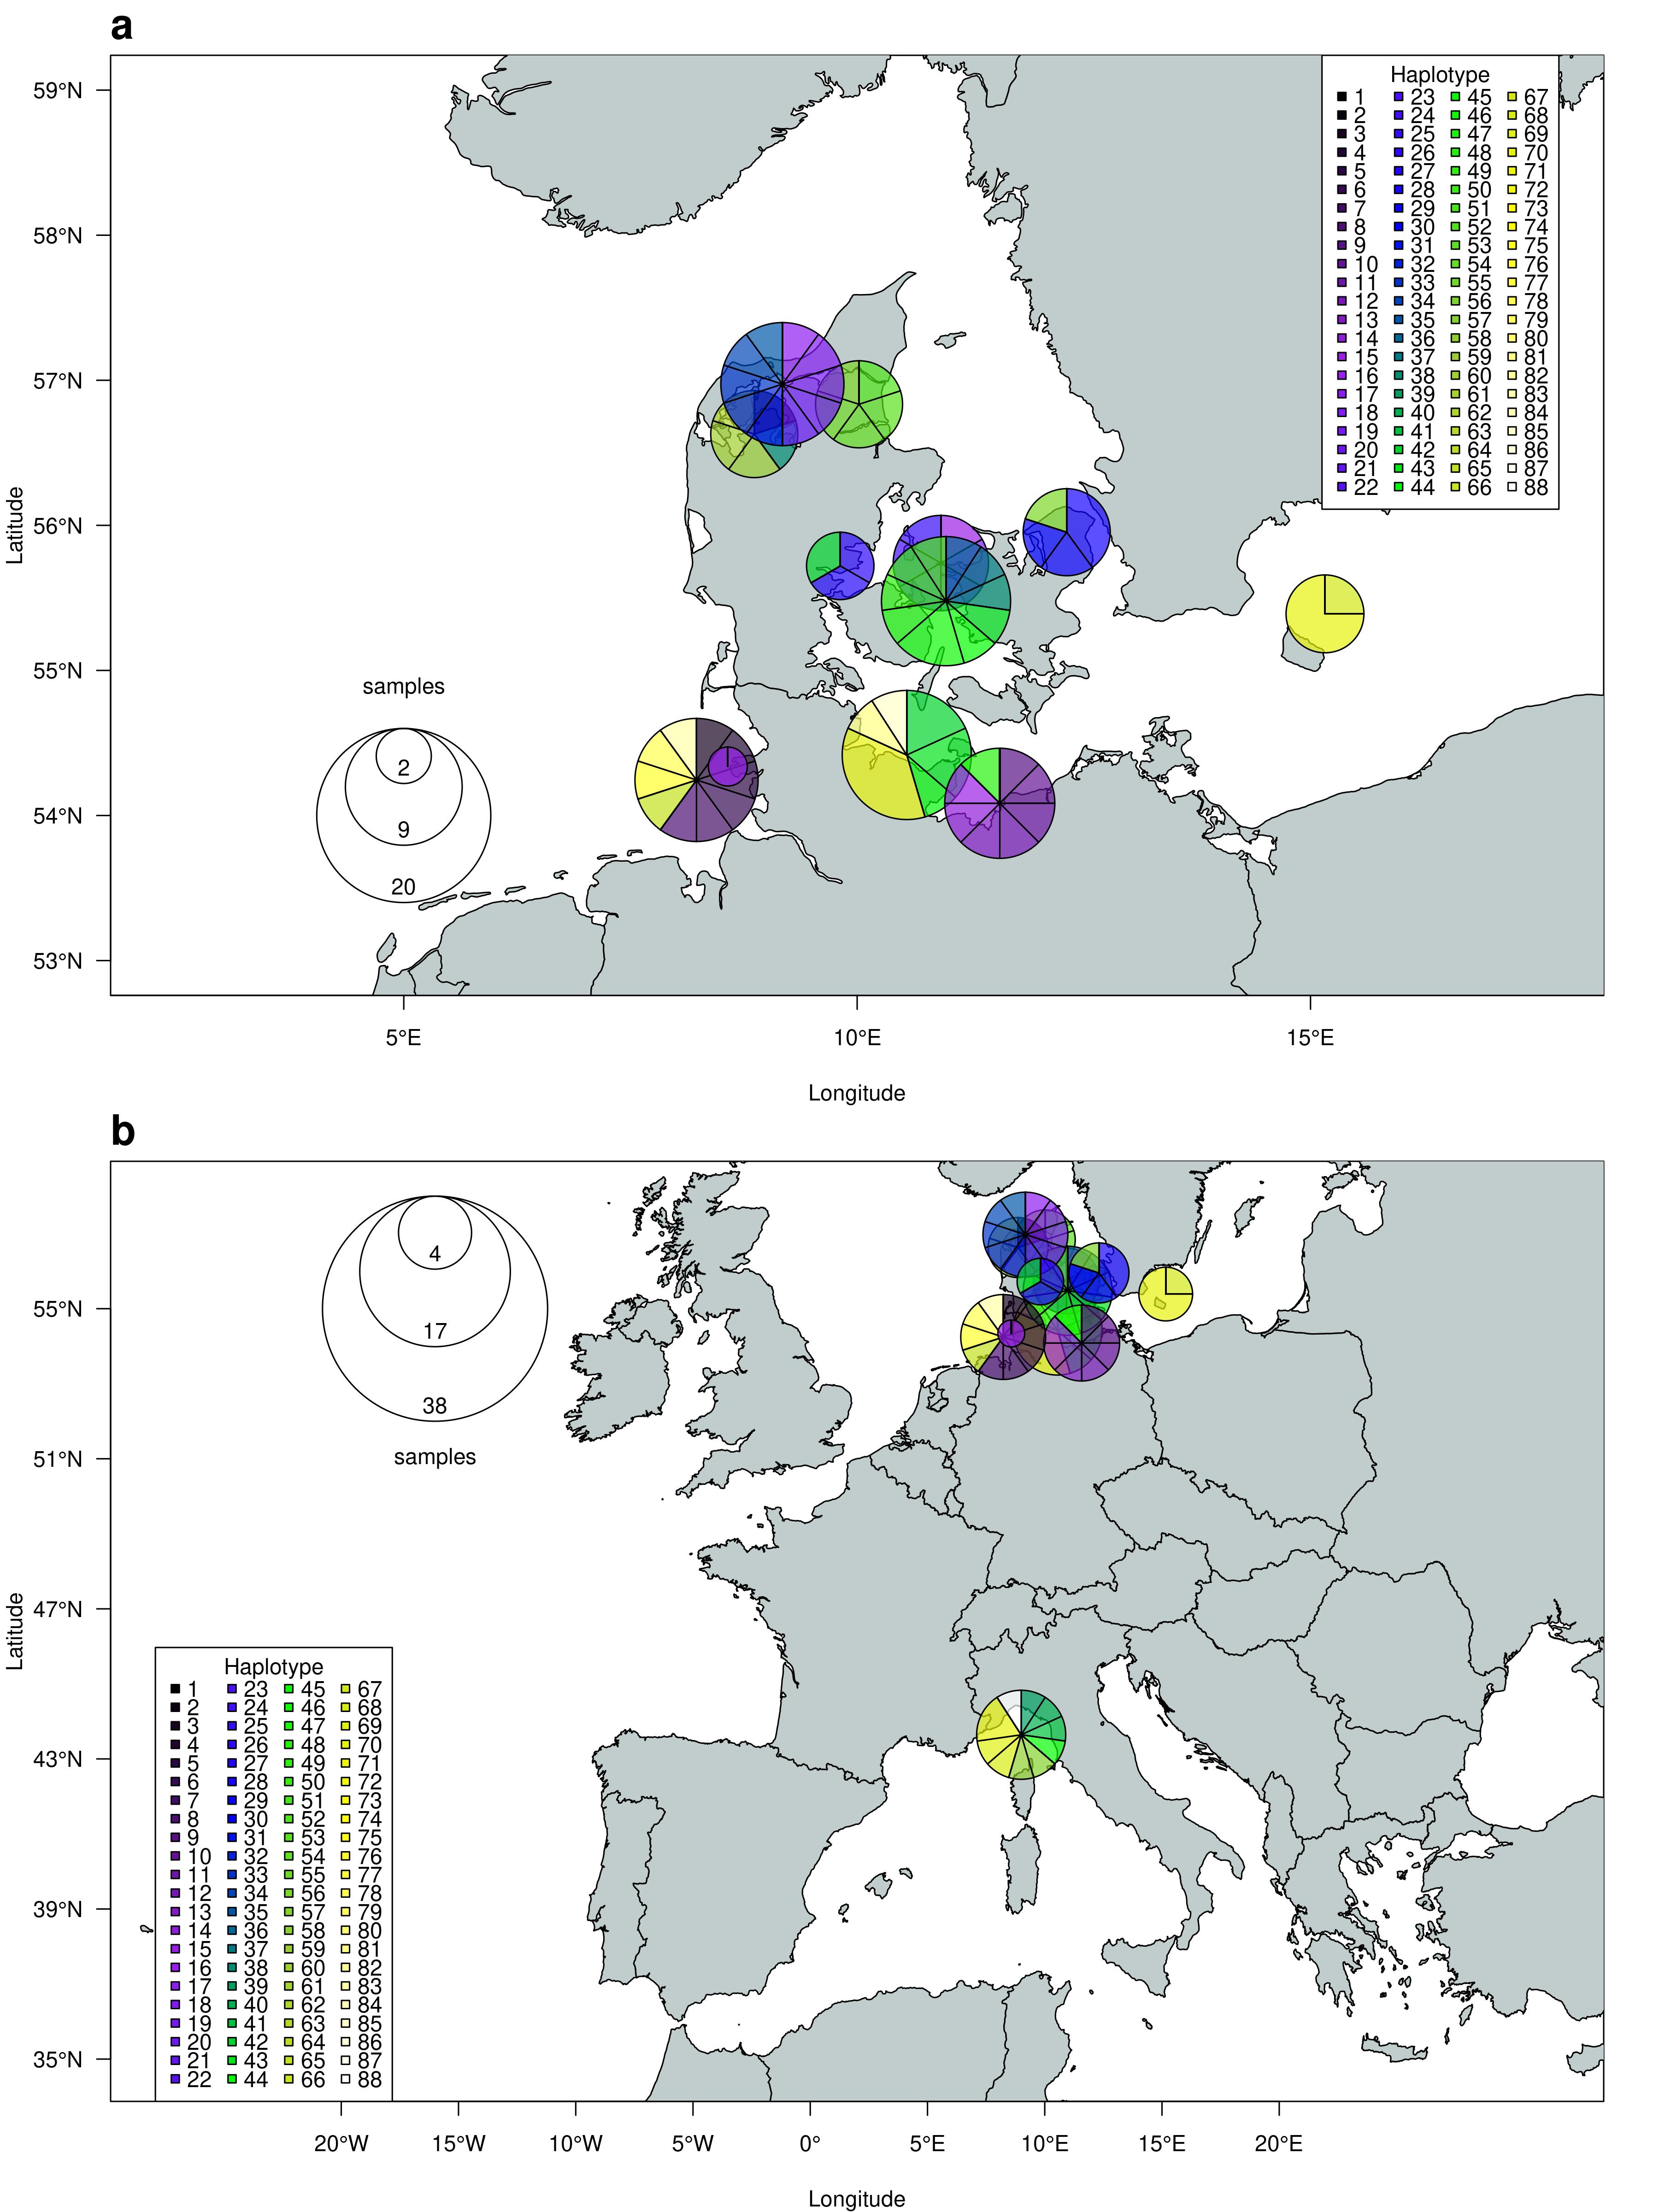 a
59°N
58°N
57°N
56°N
55°N
54°N
53°N
Latitude
Haplotype
1 23 45 67
2 24 46 68
3 25 47 69
4 26 48 70
5 27 49 71
6 28 50 72
7 29 51 73
8 30 52 74
9 31 53 75
10 32 54 76
11 33 55 77
12 34 56 78
13 35 57 79
14 36 58 80
15 37 59 81
16 38 60 82
17 39 61 83
18 40 62 84
19 41 63 85
20 42 64 86
21 43 65 87
22 44 66 88
samples
2
9
20
5°E 10°E 15°E
Longitude
b
4
17
38
samples
55°N
51°N
47°N
43°N
39°N
35°N
Latitude
Haplotype
1 23 45 67
2 24 46 68
3 25 47 69
4 26 48 70
5 27 49 71
6 28 50 72
7 29 51 73
8 30 52 74
9 31 53 75
10 32 54 76
11 33 55 77
12 34 56 78
13 35 57 79
14 36 58 80
15 37 59 81
16 38 60 82
17 39 61 83
18 40 62 84
19 41 63 85
20 42 64 86
21 43 65 87
22 44 66 88
20°W 15°W 10°W 5°W 0° 5°E 10°E 15°E 20°E
Longitude